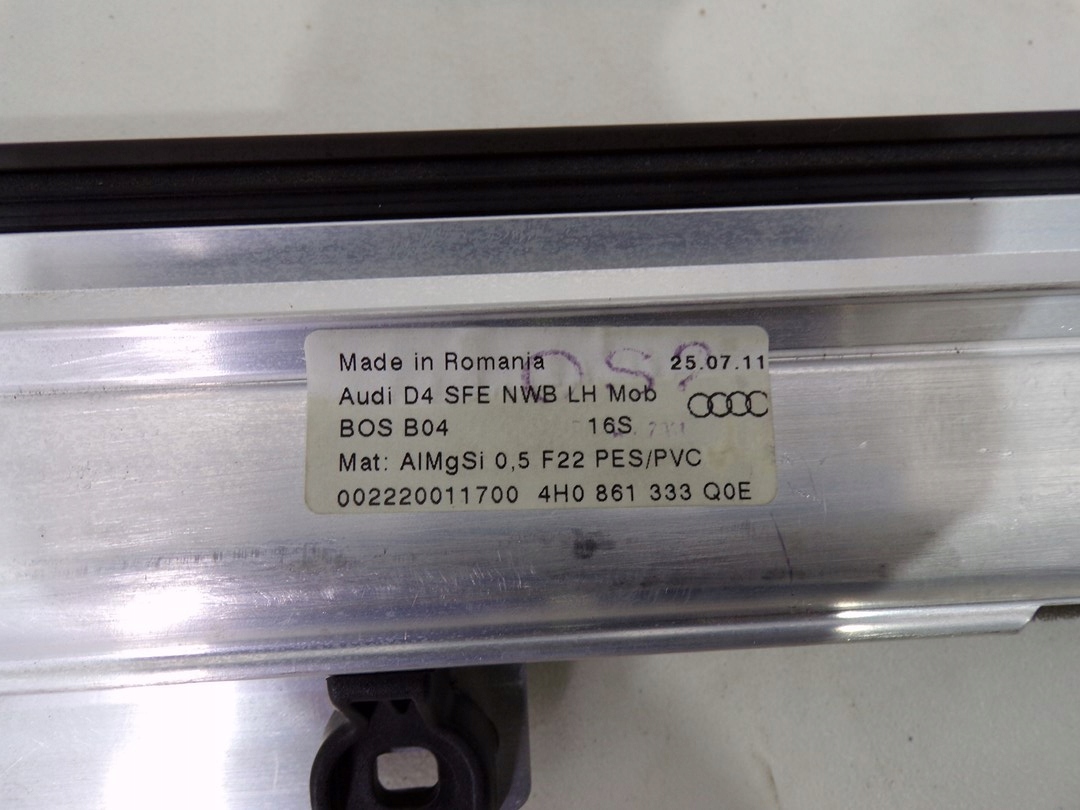 Made in Romania 25.07.11
Audi D4 SFE NWB LH Mob
BOS B04 16S
Mat: AlMgSi 0,5 F22 PES/PVC
002220011700 4H0 861 333 Q0E